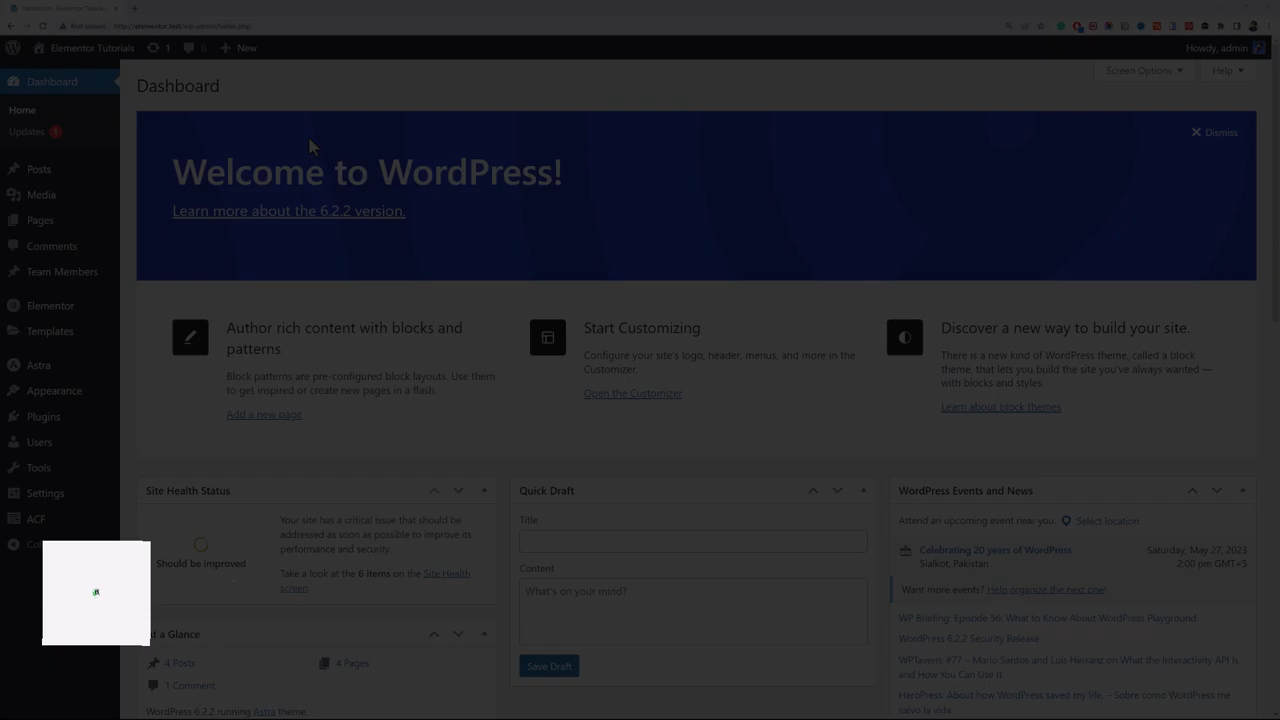 Dashboard ‹ Elementor Tutorials
Not secure
http://elementor.test/wp-admin/index.php
Elementor Tutorials
1
0
New
Howdy, admin
Dashboard
Home
Updates 1
Posts
Media
Pages
Comments
Team Members
Elementor
Templates
Astra
Appearance
Plugins
Users
Tools
Settings
ACF
Dashboard
Screen Options
Help
Dismiss
Welcome to WordPress!
Learn more about the 6.2.2 version.
Author rich content with blocks and
patterns
Block patterns are pre-configured block layouts. Use them
to get inspired or create new pages in a flash.
Add a new page
Start Customizing
Configure your site's logo, header, menus, and more in the
Customizer.
Open the Customizer
Discover a new way to build your site.
There is a new kind of WordPress theme, called a block
theme, that lets you build the site you've always wanted —
with blocks and styles.
Learn about block themes
Site Health Status
Should be improved
Your site has a critical issue that should be
addressed as soon as possible to improve its
performance and security.
Take a look at the 6 items on the Site Health
screen.
t a Glance
4 Posts
4 Pages
1 Comment
WordPress 6.2.2 running Astra theme.
Quick Draft
Title
Content
What's on your mind?
Save Draft
WordPress Events and News
Attend an upcoming event near you.
Select location
Celebrating 20 years of WordPress
Sialkot, Pakistan
Saturday, May 27, 2023
2:00 pm GMT+5
Want more events? Help organize the next one!
WP Briefing: Episode 56: What to Know About WordPress Playground
WordPress 6.2.2 Security Release
WPTavern: #77 – Mario Santos and Luis Herranz on What the Interactivity API Is
and How You Can Use It
HeroPress: About how WordPress saved my life. – Sobre como WordPress me
salvo la vida